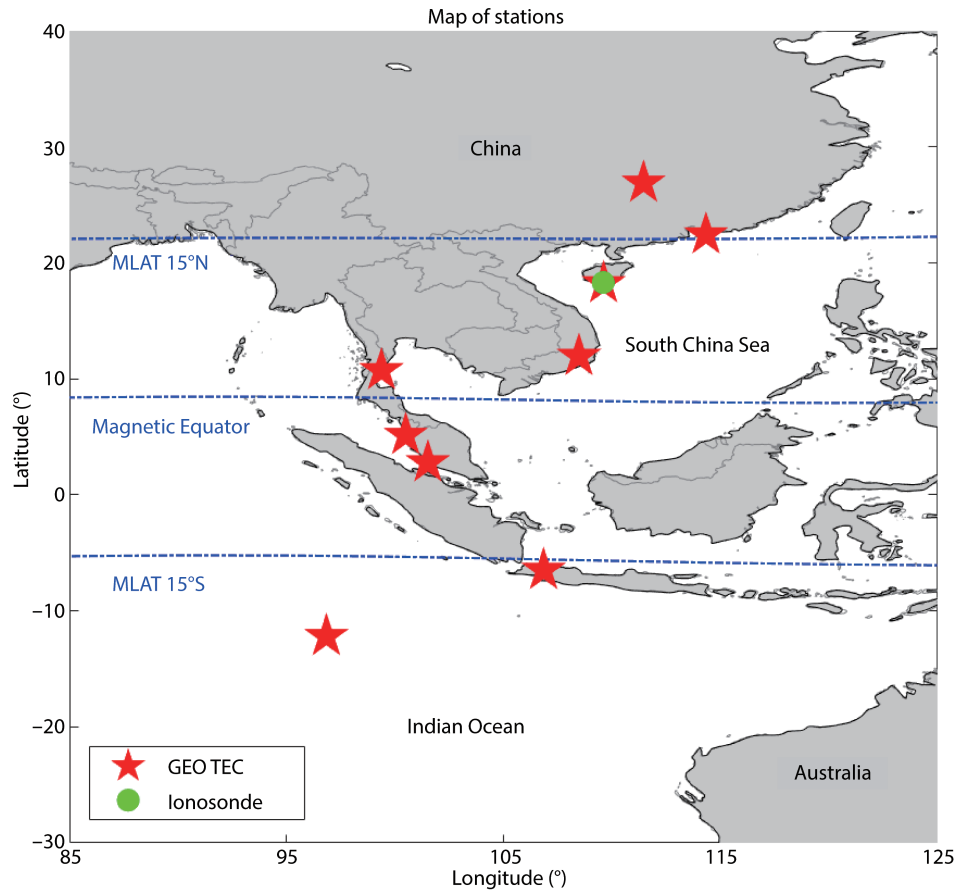 Map of stations
40
30
20
10
0
−10
−20
−30
Latitude (°)
China
MLAT 15°N
South China Sea
Magnetic Equator
MLAT 15°S
Indian Ocean
Australia
GEO TEC
Ionosonde
85
95
105
115
125
Longitude (°)